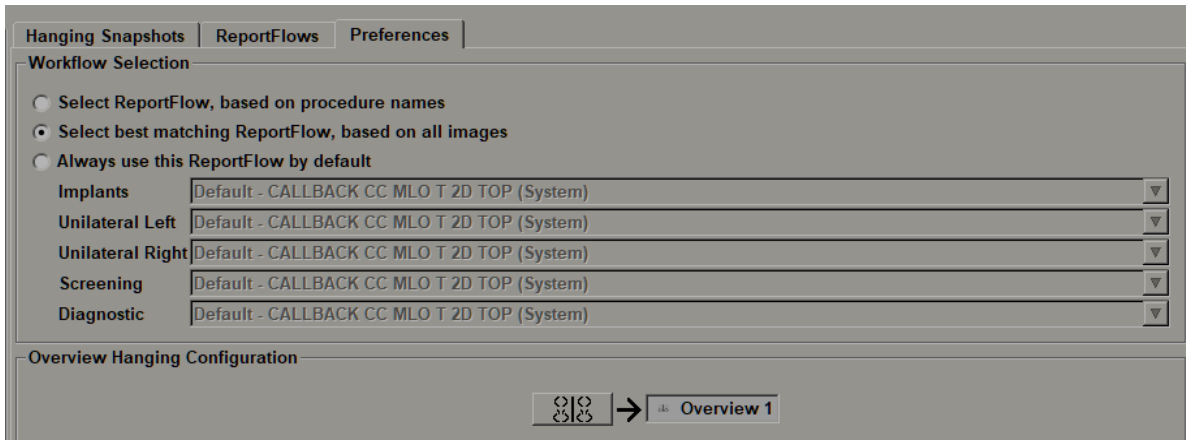 Hanging Snapshots ReportFlows Preferences
Workflow Selection
Select ReportFlow, based on procedure names
Select best matching ReportFlow, based on all images
Always use this ReportFlow by default
Implants Default - CALLBACK CC MLO T 2D TOP (System)
Unilateral Left Default - CALLBACK CC MLO T 2D TOP (System)
Unilateral Right Default - CALLBACK CC MLO T 2D TOP (System)
Screening Default - CALLBACK CC MLO T 2D TOP (System)
Diagnostic Default - CALLBACK CC MLO T 2D TOP (System)
Overview Hanging Configuration
Overview 1